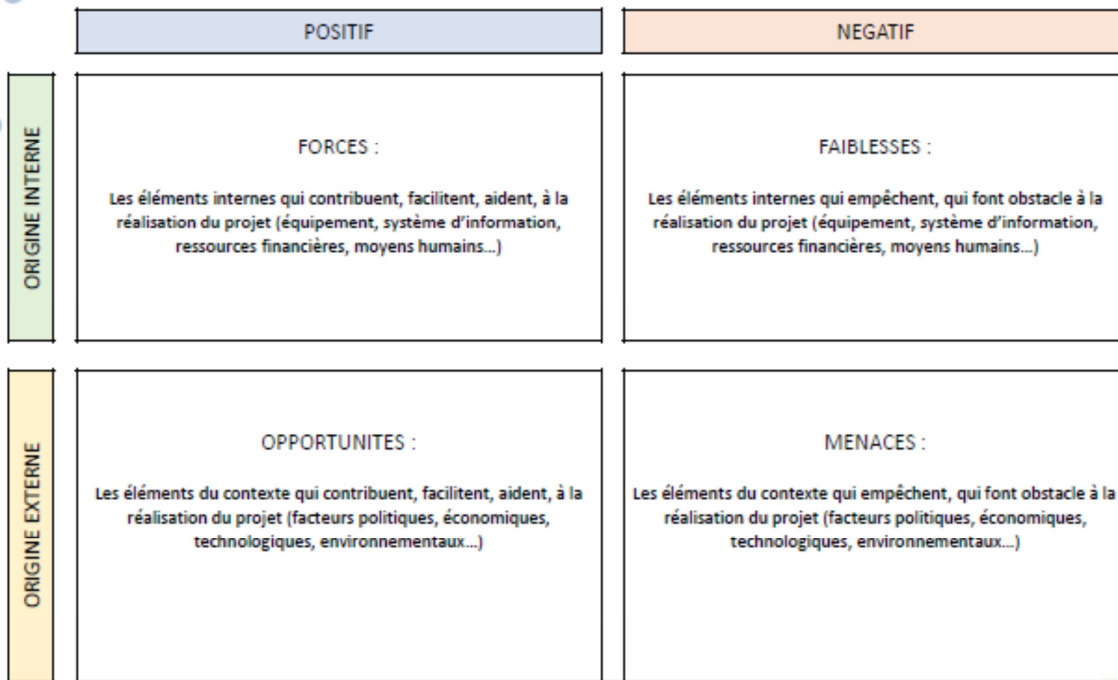 POSITIF
NEGATIF
ORIGINE INTERNE
FORCES :
Les éléments internes qui contribuent, facilitent, aident, à la
réalisation du projet (équipement, système d'information,
ressources financières, moyens humains...)
FAIBLESSES :
Les éléments internes qui empêchent, qui font obstacle à la
réalisation du projet (équipement, système d'information,
ressources financières, moyens humains...)
ORIGINE EXTERNE
OPPORTUNITES :
Les éléments du contexte qui contribuent, facilitent, aident, à la
réalisation du projet (facteurs politiques, économiques,
technologiques, environnementaux...)
MENACES :
Les éléments du contexte qui empêchent, qui font obstacle à la
réalisation du projet (facteurs politiques, économiques,
technologiques, environnementaux...)